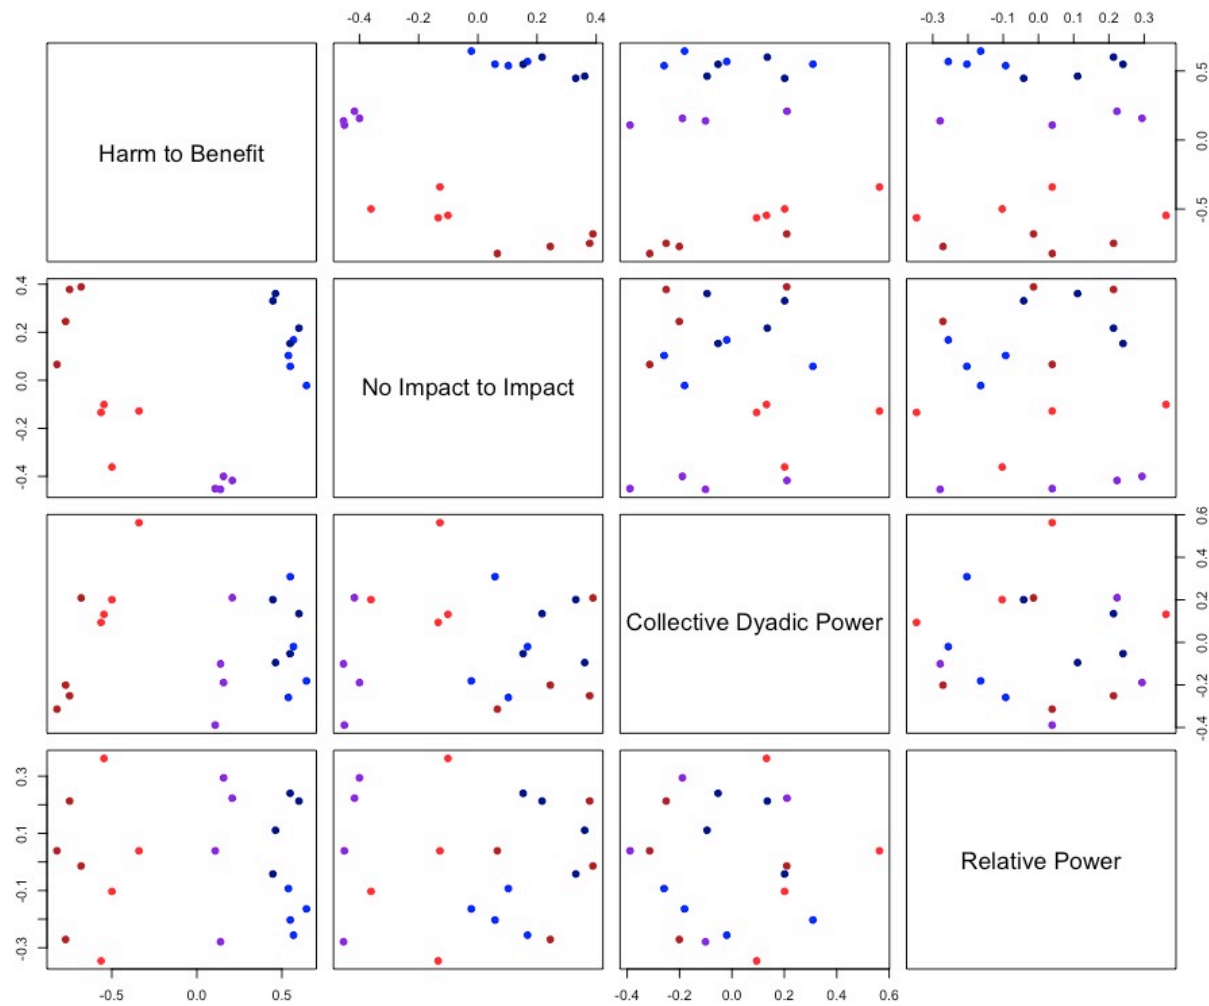 -0.4 -0.2 0.0 0.2 0.4
-0.3 -0.1 0.0 0.1 0.2 0.3
Harm to Benefit
-0.5 0.0 0.5
0.4 0.2 0.0 -0.2 -0.4
No Impact to Impact
Collective Dyadic Power
0.6 0.4 0.2 0.0 -0.2 -0.4
0.3 0.1 -0.1 -0.3
Relative Power
-0.5 0.0 0.5
-0.4 -0.2 0.0 0.2 0.4 0.6